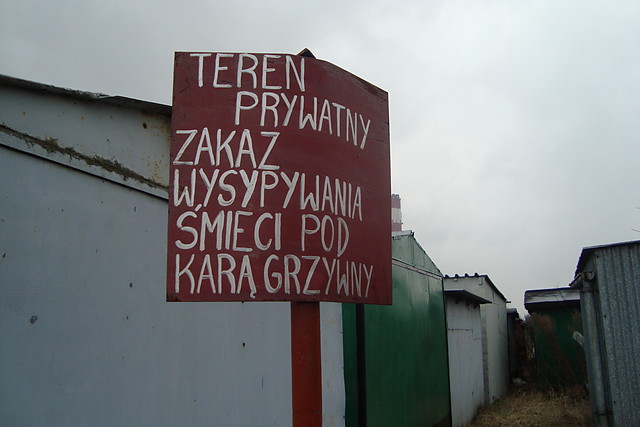 TEREN
PRYWATNY
ZAKAZ
WYSYPYWANIA
ŚMIECI POD
KARĄ GRZYWNY